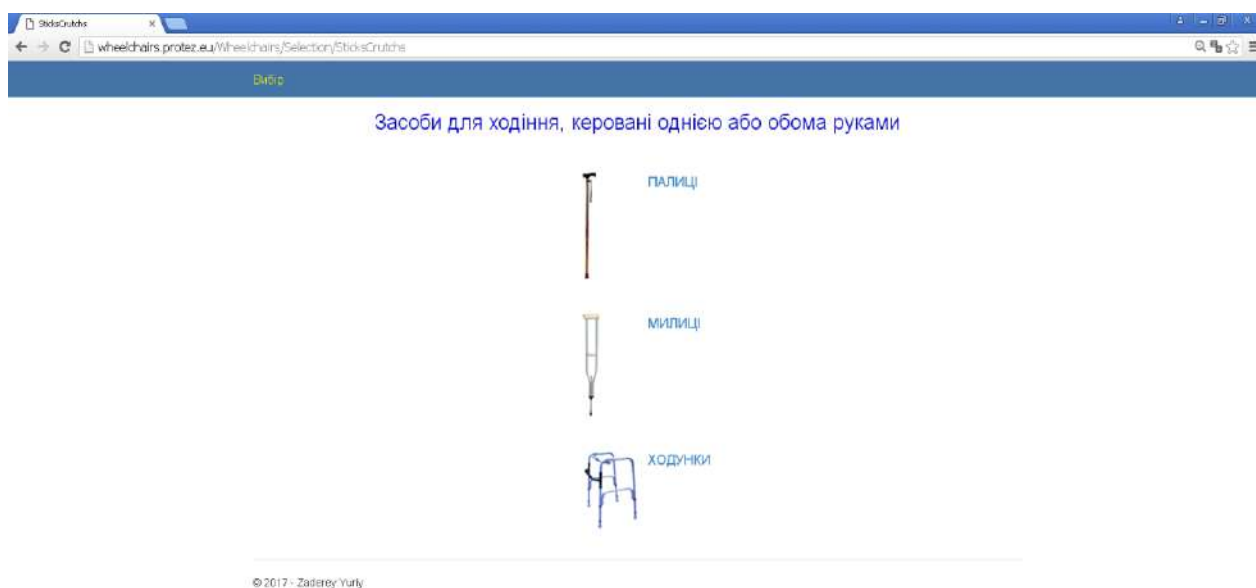 SticksCrutchs
wheelchairs.protez.eu/Wheelchairs/Selection/SticksCrutchs
Вибір
Засоби для ходіння, керовані однією або обома руками
ПАЛИЦІ
МИЛИЦІ
ХОДУНКИ
© 2017 - Zaderey Yuriy